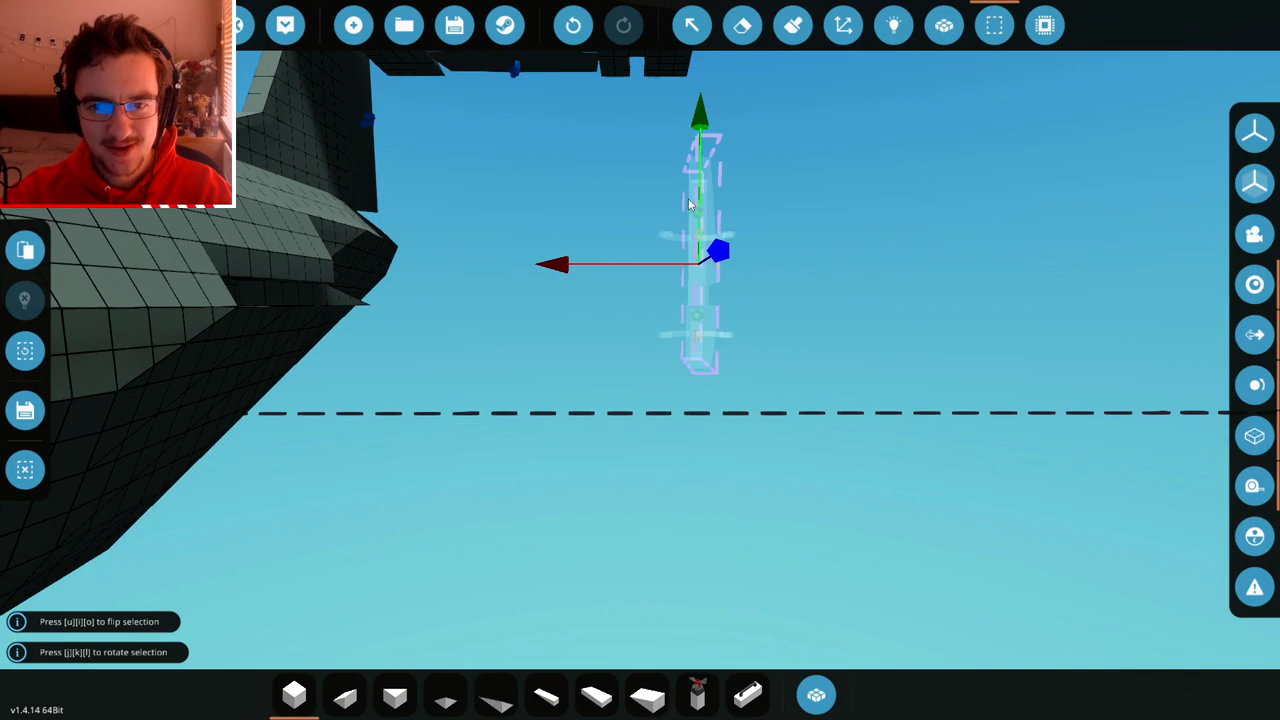 Press [u][i][o] to flip selection
Press [j][k][l] to rotate selection
v1.4.14 64Bit